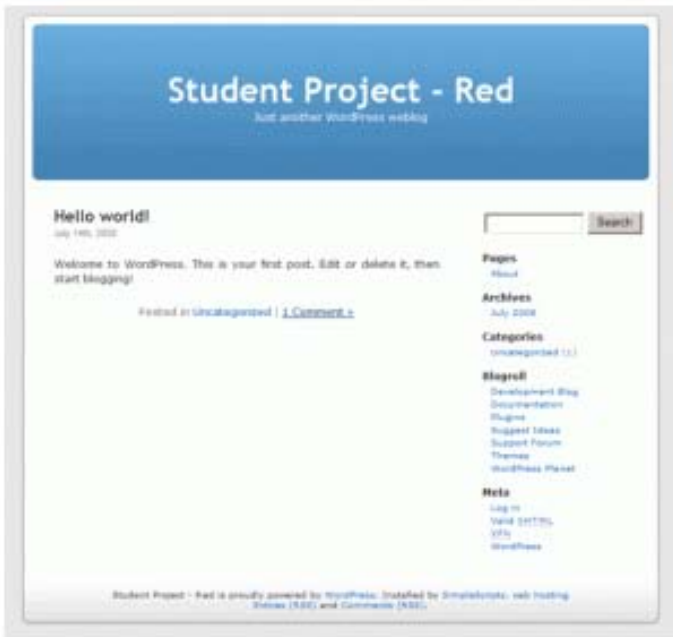 Student Project - Red
Just another WordPress weblog
Hello world!
Welcome to WordPress. This is your first post. Edit or delete it, then
start blogging!
Posted in Uncategorized | 1 Comment »
Search
Pages
About
Archives
July 2008
Categories
Uncategorized (1)
Blogroll
Development Blog
Documentation
Plugins
Suggest Ideas
Support Forum
Themes
WordPress Planet
Meta
Log in
Valid XHTML
XFN
WordPress
Student Project - Red is proudly powered by WordPress. Installed by SimpleScripts, web hosting.
Entries (RSS) and Comments (RSS).